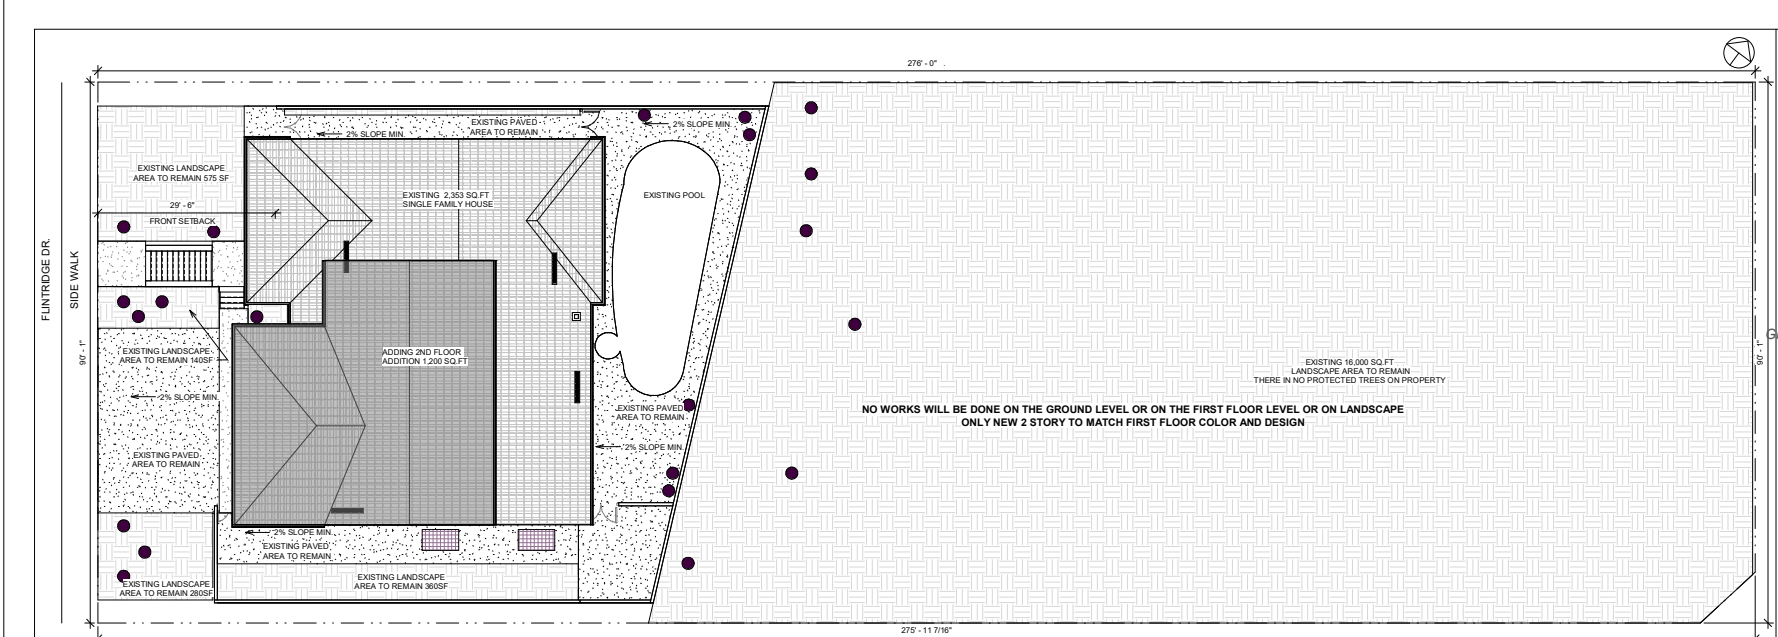 276' - 0"
EXISTING PAVED
AREA TO REMAIN
2% SLOPE MIN.
2% SLOPE MIN.
EXISTING LANDSCAPE
AREA TO REMAIN 575 SF
EXISTING 2,353 SQ.FT
SINGLE FAMILY HOUSE
EXISTING POOL
29' - 6"
FRONT SETBACK
FLINTRIDGE DR.
SIDE WALK
90' - 1"
EXISTING LANDSCAPE
AREA TO REMAIN 140SF
ADDING 2ND FLOOR
ADDITION 1,200 SQ.FT
2% SLOPE MIN.
EXISTING PAVED
AREA TO REMAIN
2% SLOPE MIN.
EXISTING PAVED
AREA TO REMAIN
EXISTING 16,000 SQ.FT
LANDSCAPE AREA TO REMAIN
THERE IN NO PROTECTED TREES ON PROPERTY
NO WORKS WILL BE DONE ON THE GROUND LEVEL OR ON THE FIRST FLOOR LEVEL OR ON LANDSCAPE
ONLY NEW 2 STORY TO MATCH FIRST FLOOR COLOR AND DESIGN
90' - 1"
2% SLOPE MIN.
EXISTING PAVED
AREA TO REMAIN
EXISTING LANDSCAPE
AREA TO REMAIN 280SF
EXISTING LANDSCAPE
AREA TO REMAIN 360SF
275' - 11 7/16"